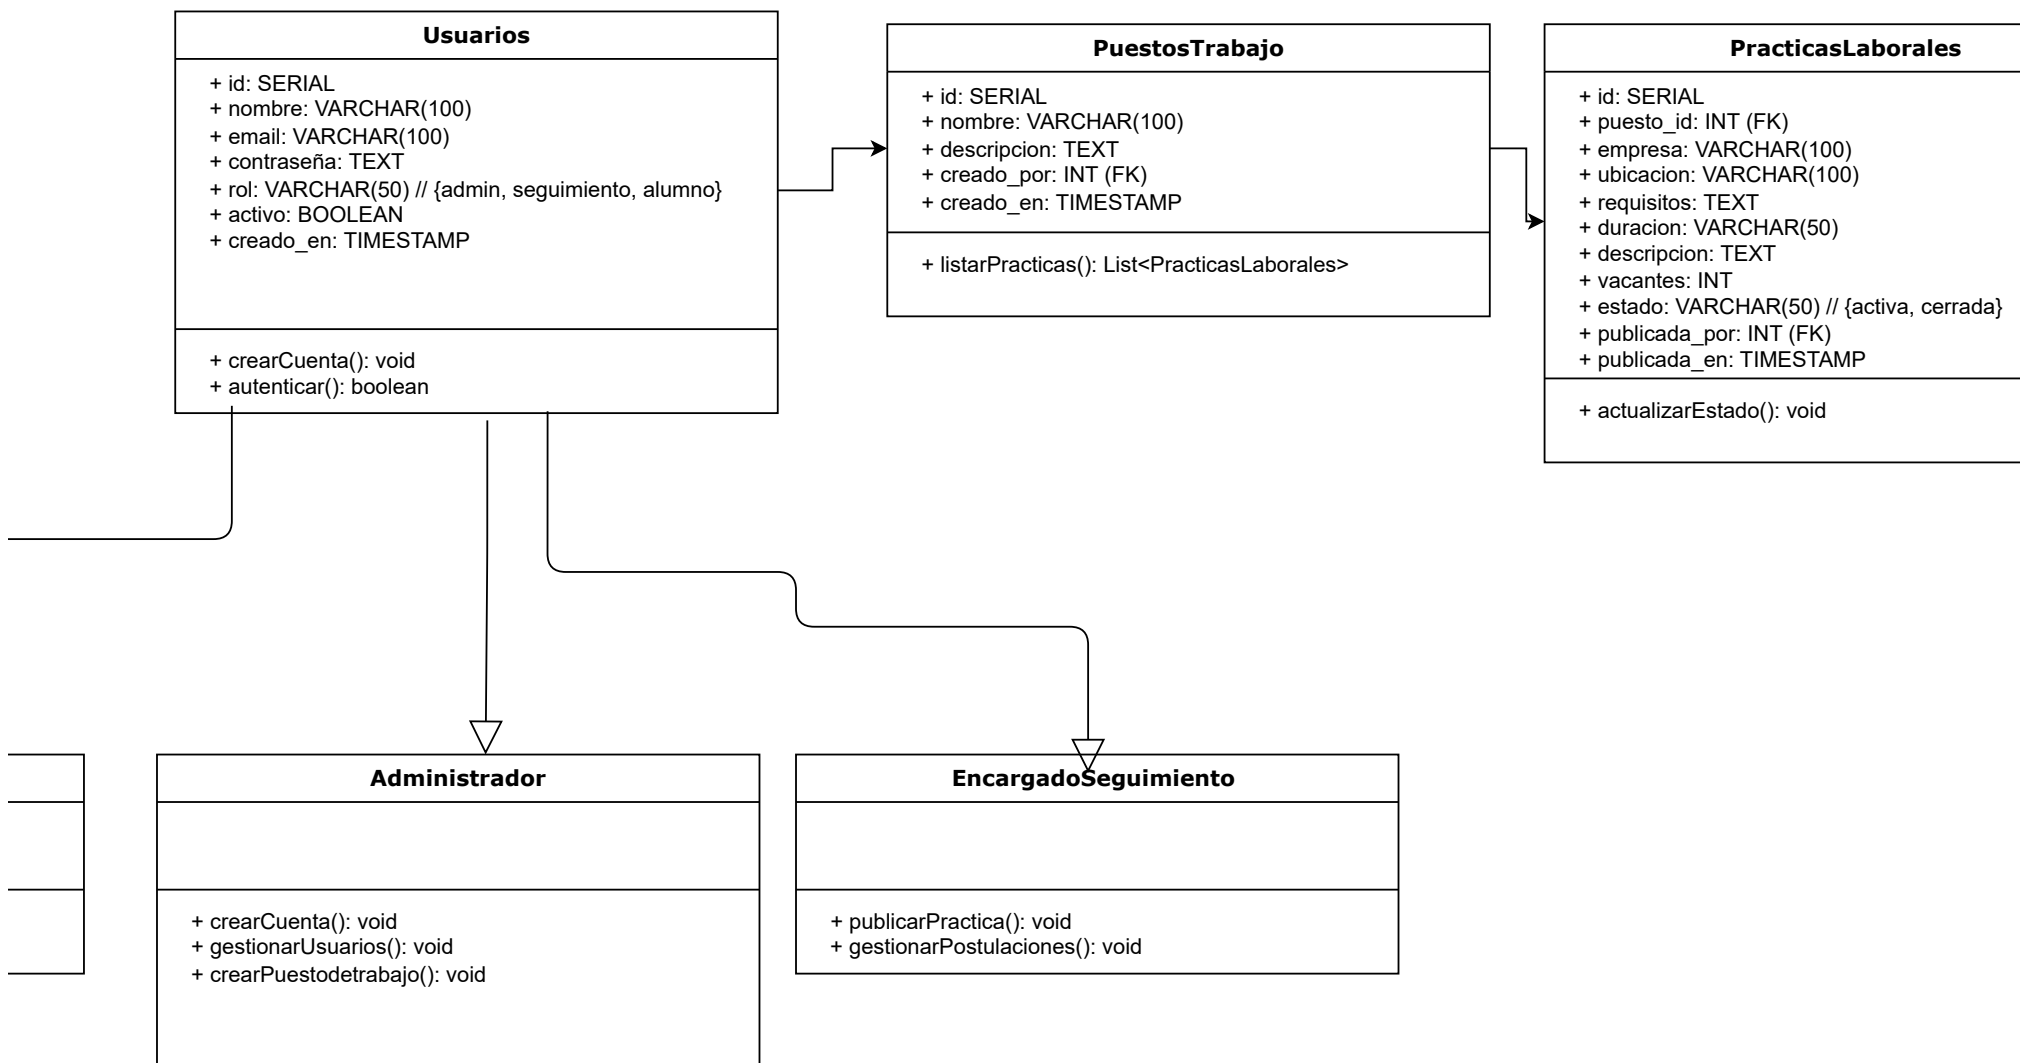 Usuarios
+ id: SERIAL
+ nombre: VARCHAR(100)
+ email: VARCHAR(100)
+ contraseña: TEXT
+ rol: VARCHAR(50) // {admin, seguimiento, alumno}
+ activo: BOOLEAN
+ creado_en: TIMESTAMP
+ crearCuenta(): void
+ autenticar(): boolean
PuestosTrabajo
+ id: SERIAL
+ nombre: VARCHAR(100)
+ descripcion: TEXT
+ creado_por: INT (FK)
+ creado_en: TIMESTAMP
+ listarPracticas(): List<PracticasLaborales>
PracticasLaborales
+ id: SERIAL
+ puesto_id: INT (FK)
+ empresa: VARCHAR(100)
+ ubicacion: VARCHAR(100)
+ requisitos: TEXT
+ duracion: VARCHAR(50)
+ descripcion: TEXT
+ vacantes: INT
+ estado: VARCHAR(50) // {activa, cerrada}
+ publicada_por: INT (FK)
+ publicada_en: TIMESTAMP
+ actualizarEstado(): void
Administrador
+ crearCuenta(): void
+ gestionarUsuarios(): void
+ crearPuestodetrabajo(): void
EncargadoSeguimiento
+ publicarPractica(): void
+ gestionarPostulaciones(): void